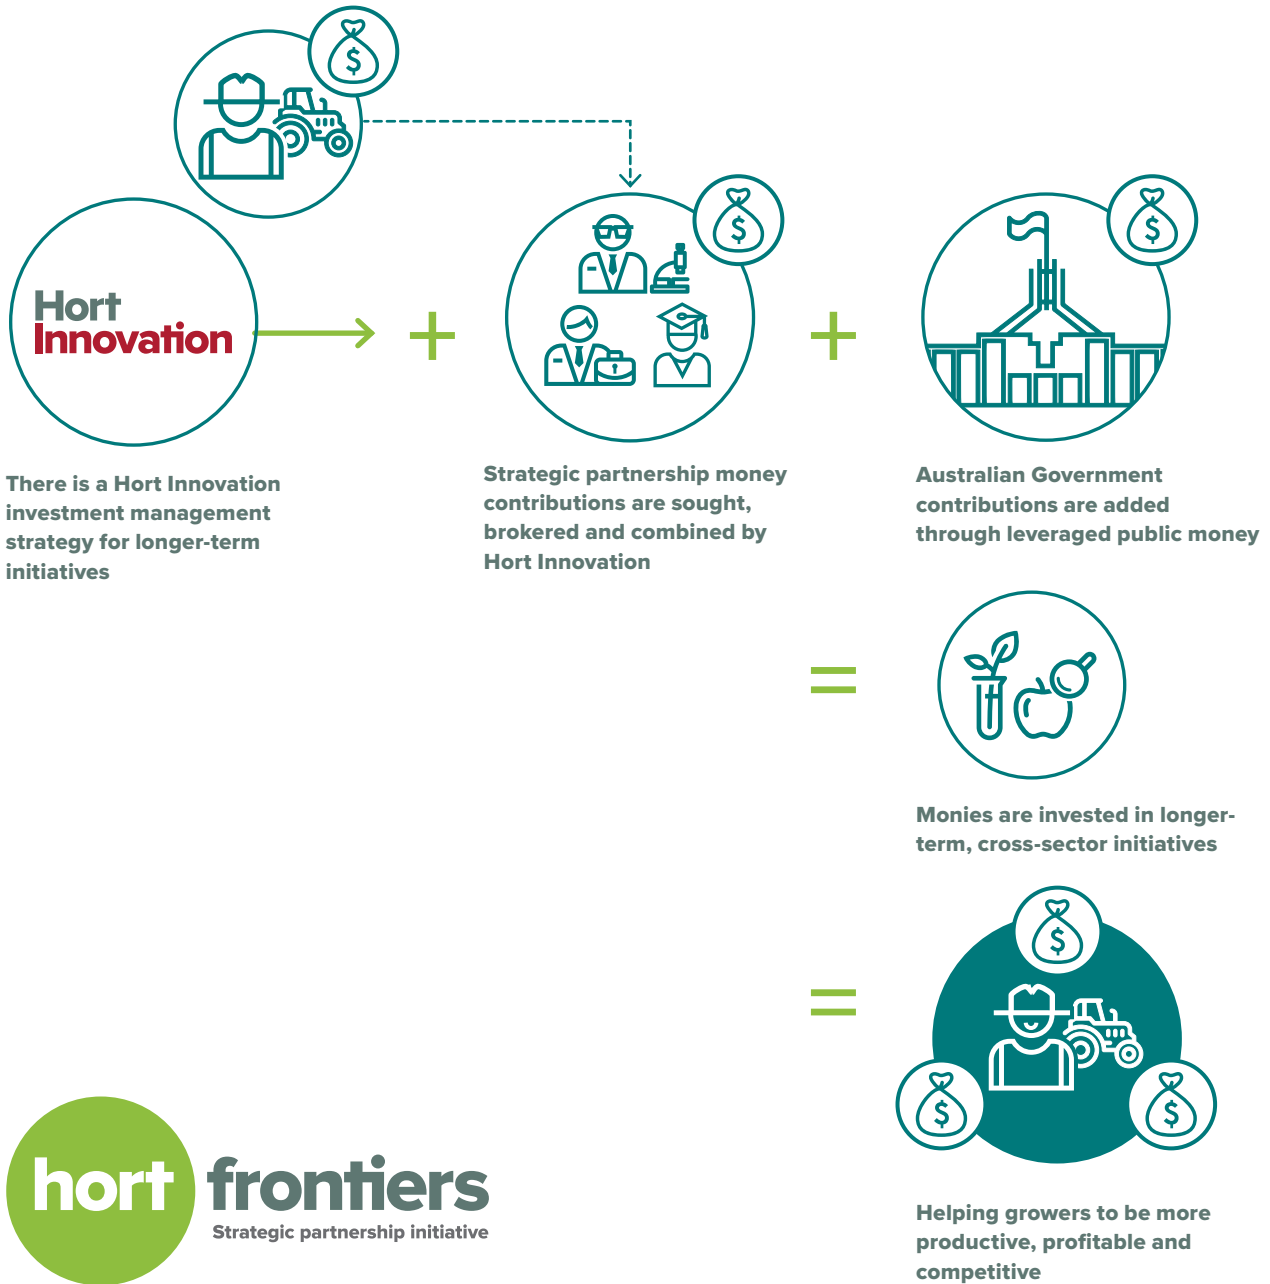 Hort
Innovation
There is a Hort Innovation
investment management
strategy for longer-term
initiatives
Strategic partnership money
contributions are sought,
brokered and combined by
Hort Innovation
Australian Government
contributions are added
through leveraged public money
Monies are invested in longer-
term, cross-sector initiatives
Helping growers to be more
productive, profitable and
competitive
hort frontiers
Strategic partnership initiative